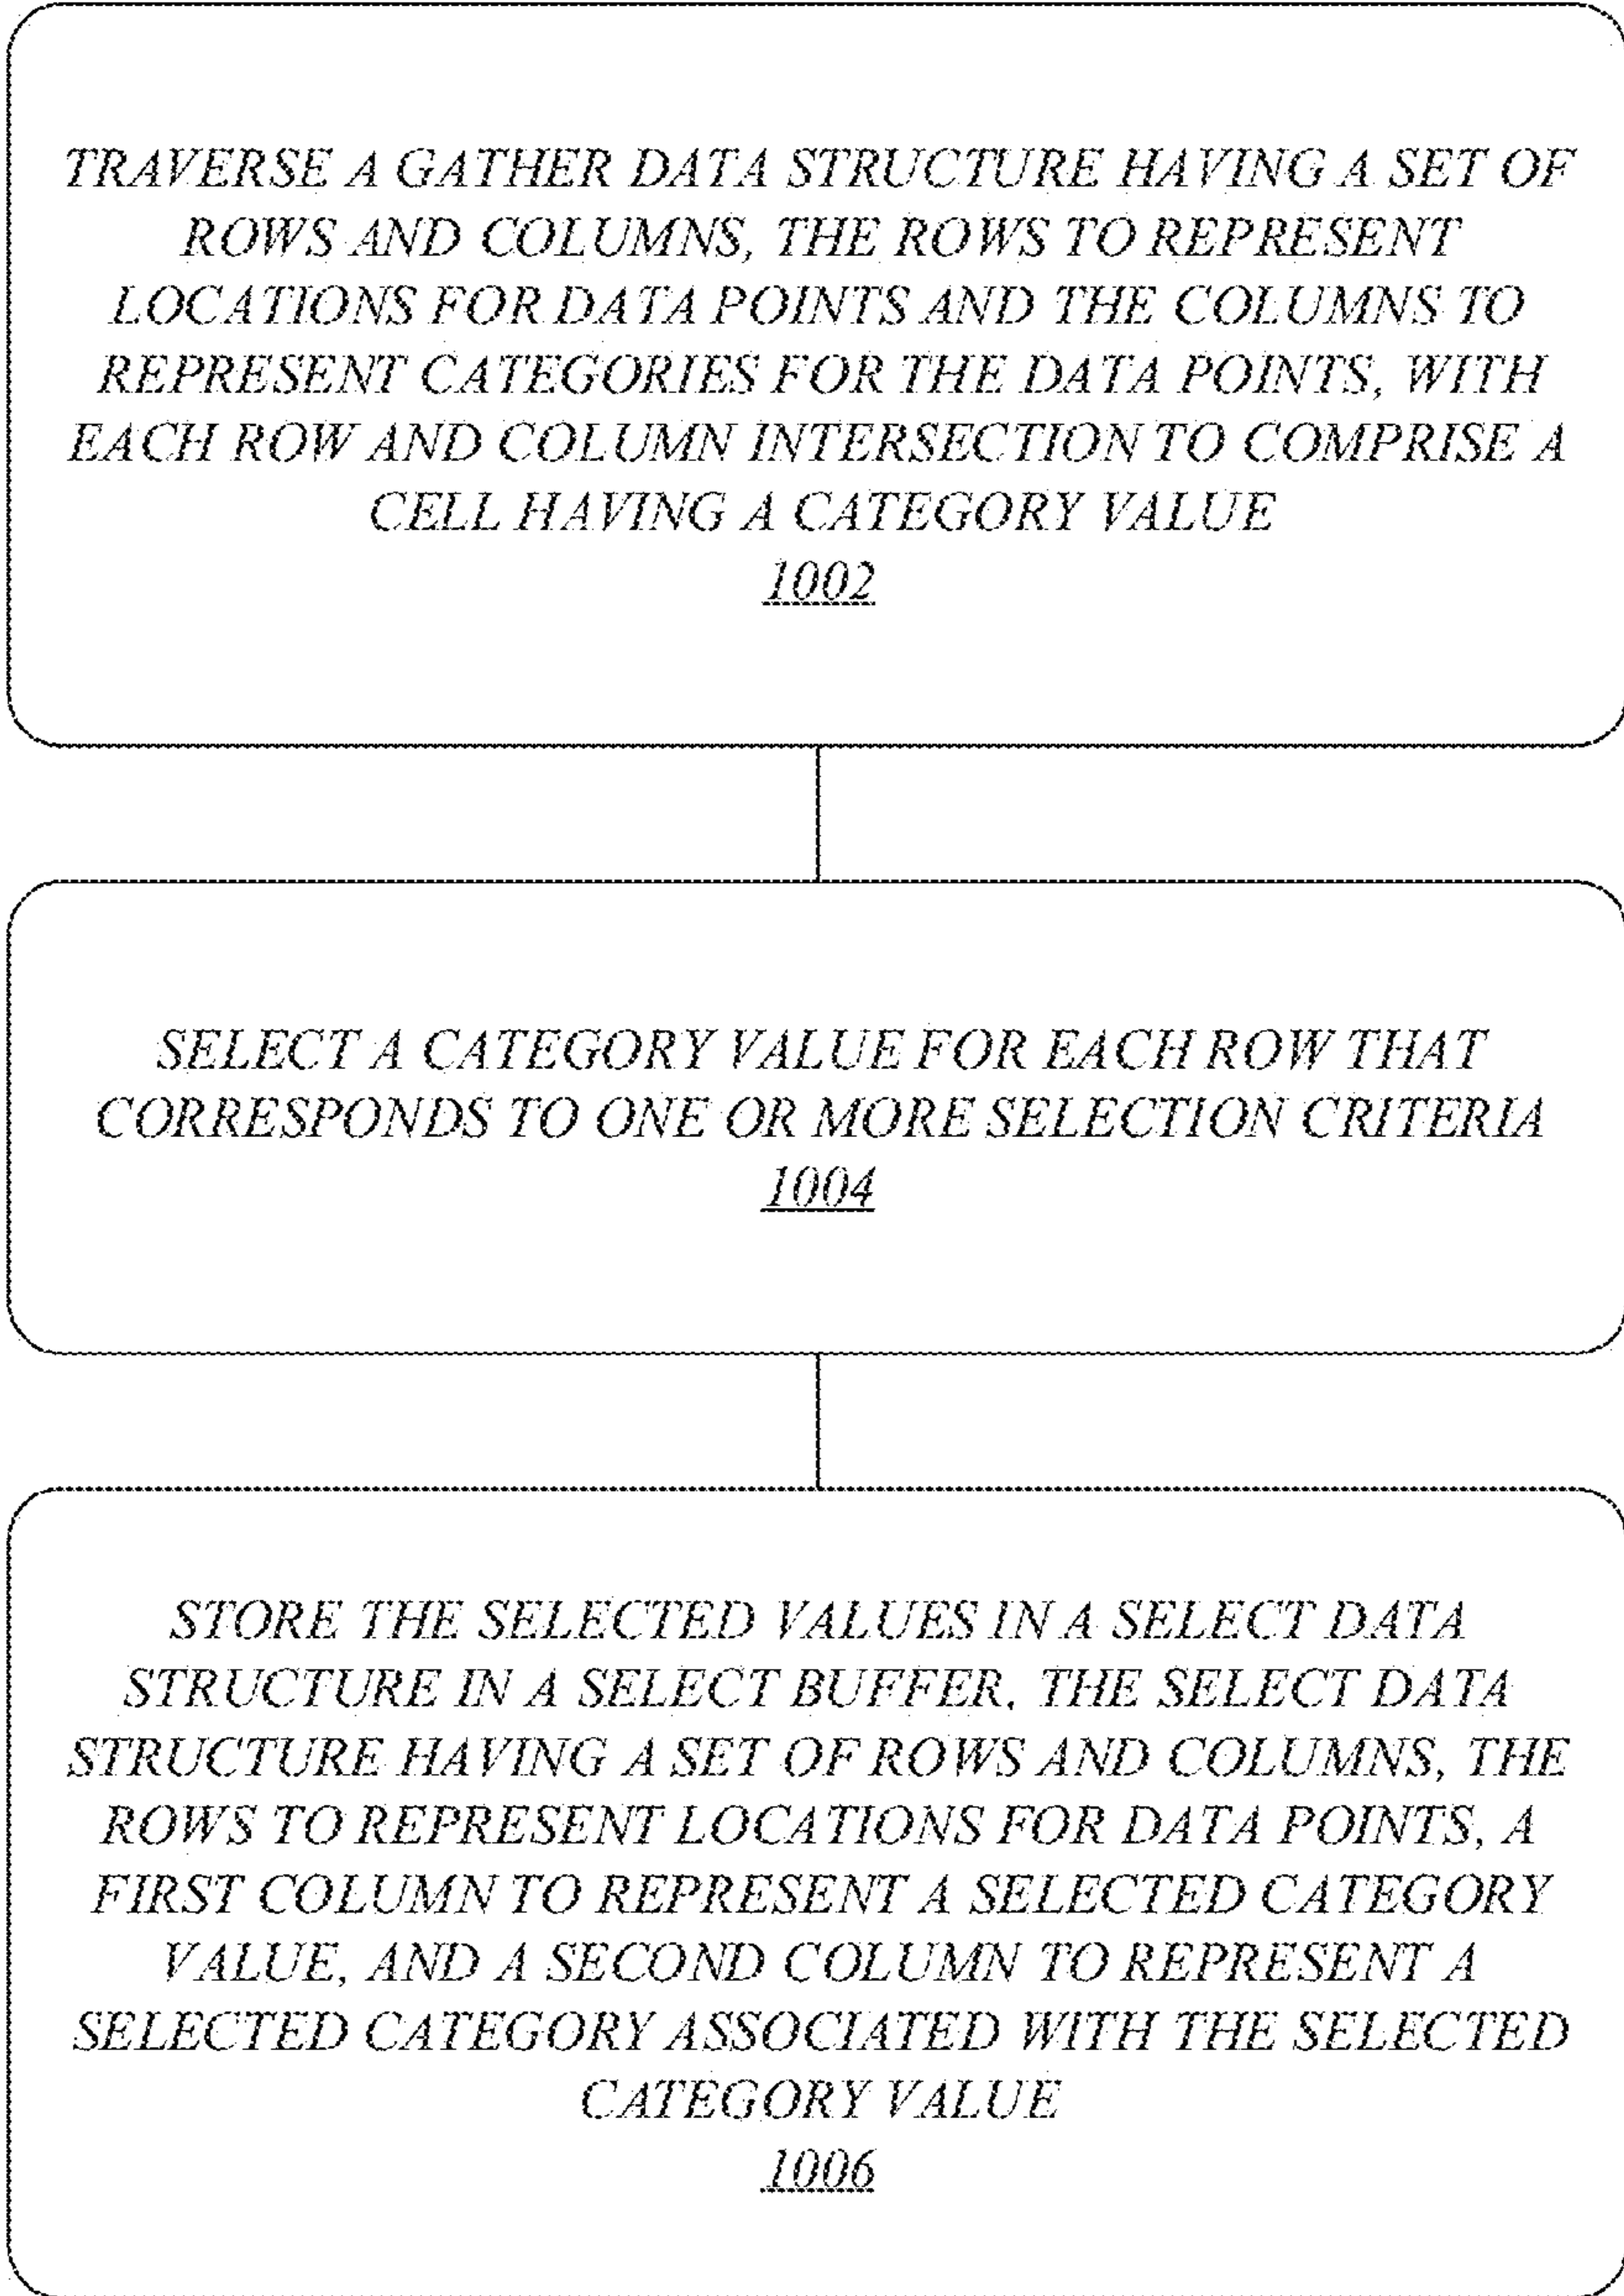 TRAVERSE A GATHER DATA STRUCTURE HAVING A SET OF
ROWS AND COLUMNS, THE ROWS TO REPRESENT
LOCATIONS FOR DATA POINTS AND THE COLUMNS TO
REPRESENT CATEGORIES FOR THE DATA POINTS, WITH
EACH ROW AND COLUMN INTERSECTION TO COMPRISE A
CELL HAVING A CATEGORY VALUE
1002
SELECT A CATEGORY VALUE FOR EACH ROW THAT
CORRESPONDS TO ONE OR MORE SELECTION CRITERIA
1004
STORE THE SELECTED VALUES IN A SELECT DATA
STRUCTURE IN A SELECT BUFFER, THE SELECT DATA
STRUCTURE HAVING A SET OF ROWS AND COLUMNS, THE
ROWS TO REPRESENT LOCATIONS FOR DATA POINTS, A
FIRST COLUMN TO REPRESENT A SELECTED CATEGORY
VALUE, AND A SECOND COLUMN TO REPRESENT A
SELECTED CATEGORY ASSOCIATED WITH THE SELECTED
CATEGORY VALUE
1006